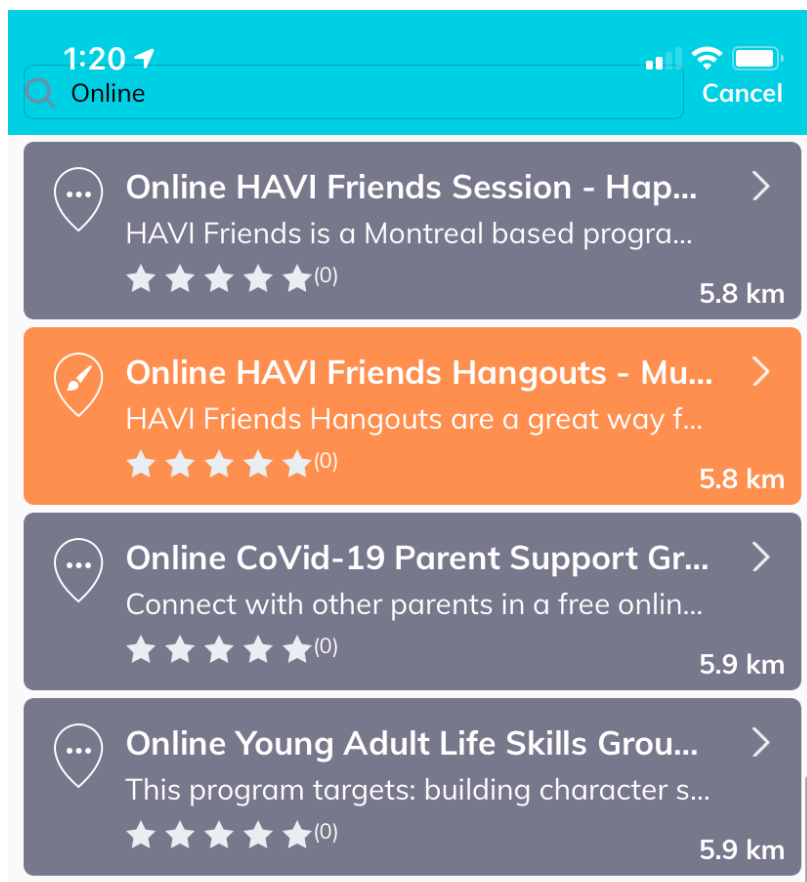 1:20
Online
Cancel
Online HAVI Friends Session - Hap...
HAVI Friends is a Montreal based progra...
(0)
5.8 km
Online HAVI Friends Hangouts - Mu...
HAVI Friends Hangouts are a great way f...
(0)
5.8 km
Online CoVid-19 Parent Support Gr...
Connect with other parents in a free onlin...
(0)
5.9 km
Online Young Adult Life Skills Grou...
This program targets: building character s...
(0)
5.9 km